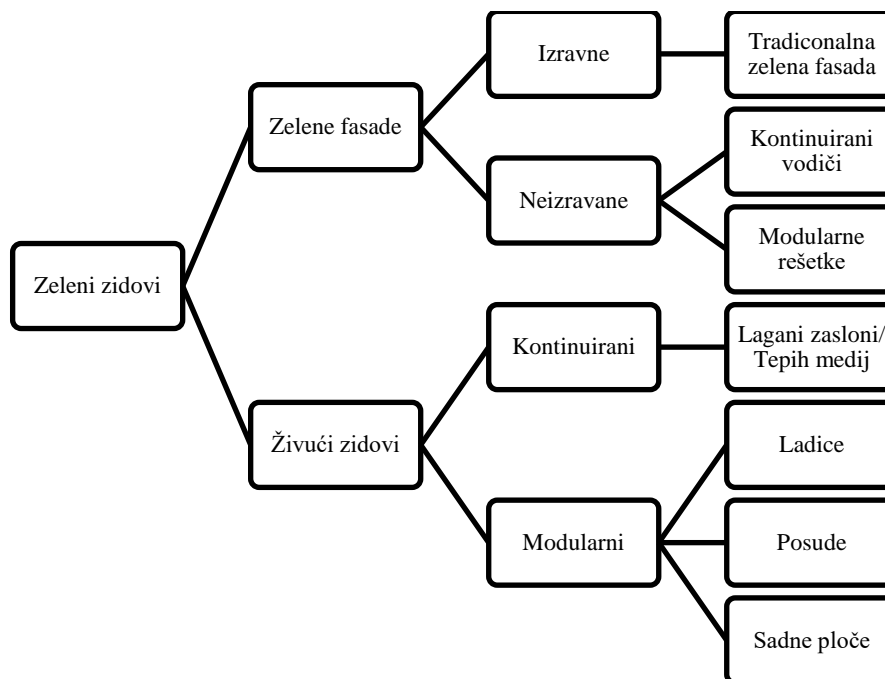 Zeleni zidovi
Zelene fasade
Izravne
Tradiconalna
zelena fasada
Neizravane
Kontinuirani
vodiči
Modularne
rešetke
Živući zidovi
Kontinuirani
Lagani zasloni/
Tepih medij
Modularni
Ladice
Posude
Sadne ploče